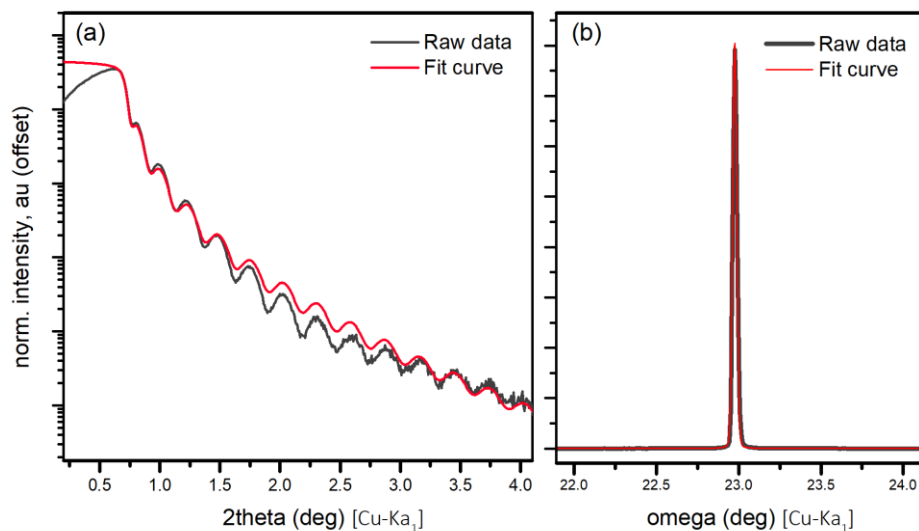 (a)
Raw data
Fit curve
norm. intensity, au (offset)
0.5 1.0 1.5 2.0 2.5 3.0 3.5 4.0
2theta (deg) [Cu-Ka₁]
(b)
Raw data
Fit curve
22.0 22.5 23.0 23.5 24.0
omega (deg) [Cu-Ka₁]